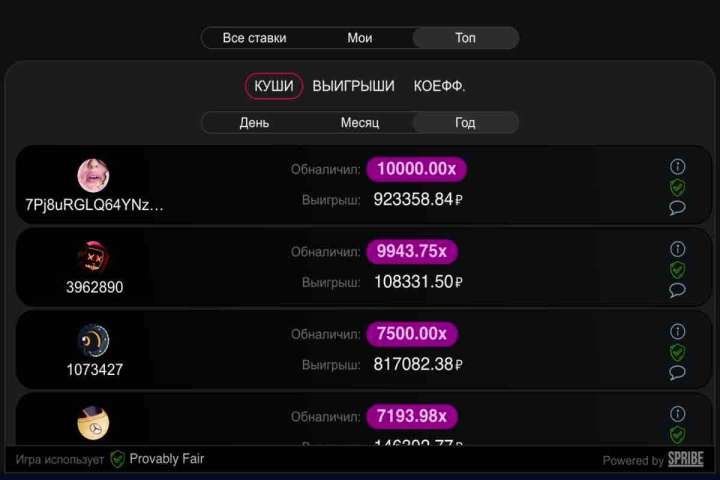 Все ставки Мои Топ
КУШИ ВЫИГРЫШИ КОЕФФ.
День Месяц Год
Обналичил: 10000.00x
7Pj8uRGLQ64YNz...
Выигрыш: 923358.84₽
Обналичил: 9943.75x
3962890
Выигрыш: 108331.50₽
Обналичил: 7500.00x
1073427
Выигрыш: 817082.38₽
Обналичил: 7193.98x
Игра использует Provably Fair
Powered by SPRIBE